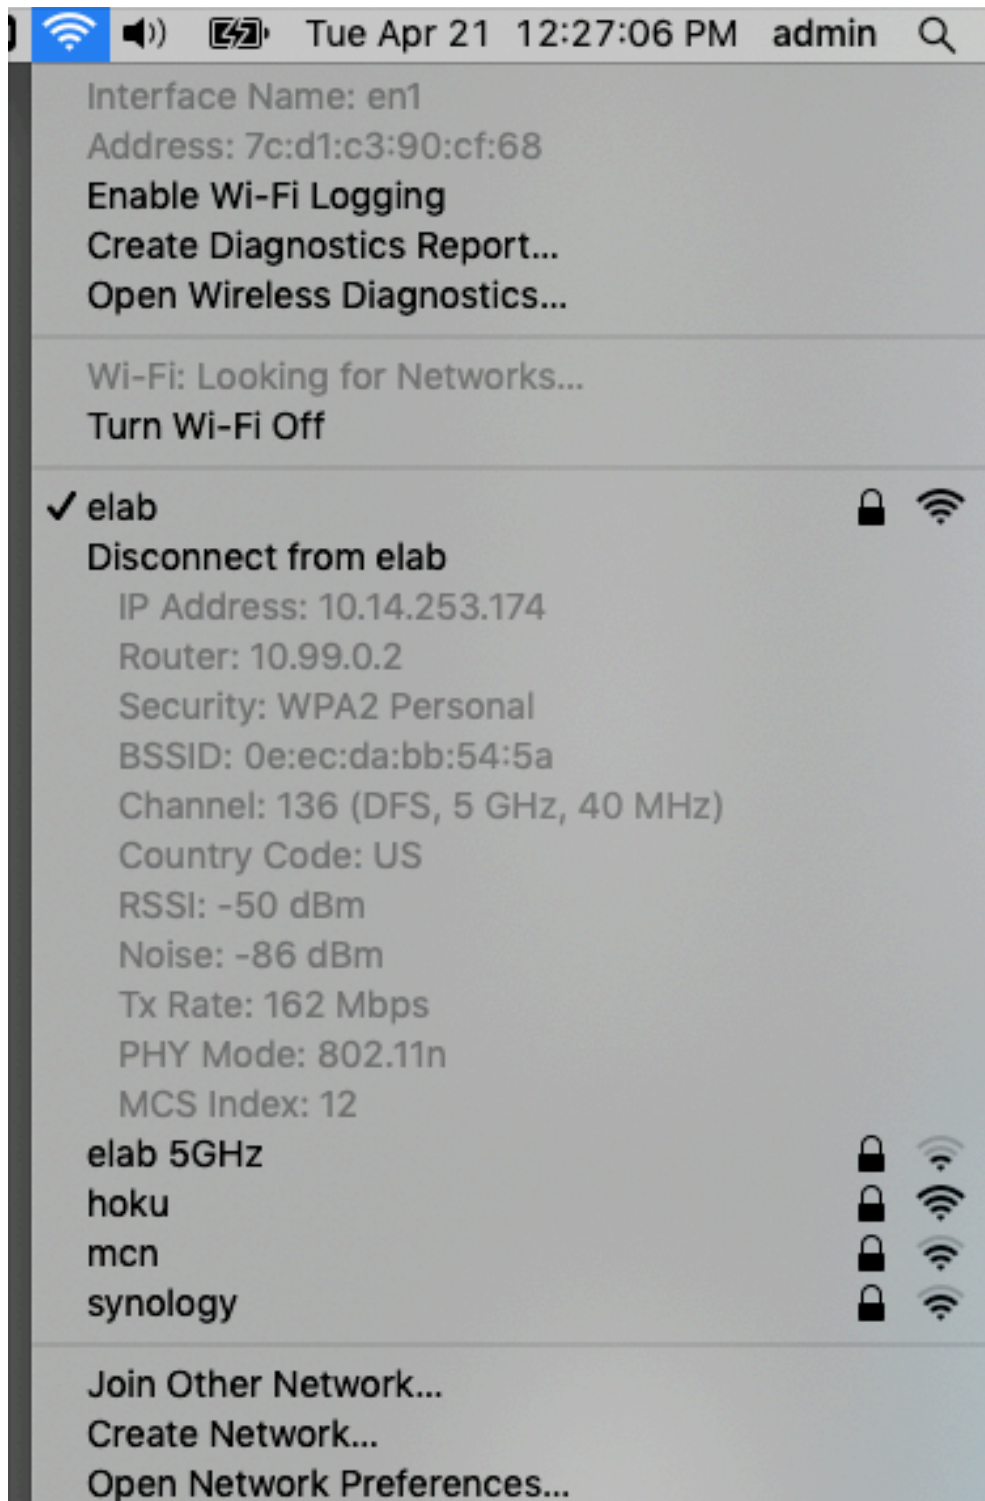 Tue Apr 21 12:27:06 PM admin
Interface Name: en1
Address: 7c:d1:c3:90:cf:68
Enable Wi-Fi Logging
Create Diagnostics Report...
Open Wireless Diagnostics...
Wi-Fi: Looking for Networks...
Turn Wi-Fi Off
elab
Disconnect from elab
IP Address: 10.14.253.174
Router: 10.99.0.2
Security: WPA2 Personal
BSSID: 0e:ec:da:bb:54:5a
Channel: 136 (DFS, 5 GHz, 40 MHz)
Country Code: US
RSSI: -50 dBm
Noise: -86 dBm
Tx Rate: 162 Mbps
PHY Mode: 802.11n
MCS Index: 12
elab 5GHz
hoku
mcn
synology
Join Other Network...
Create Network...
Open Network Preferences...